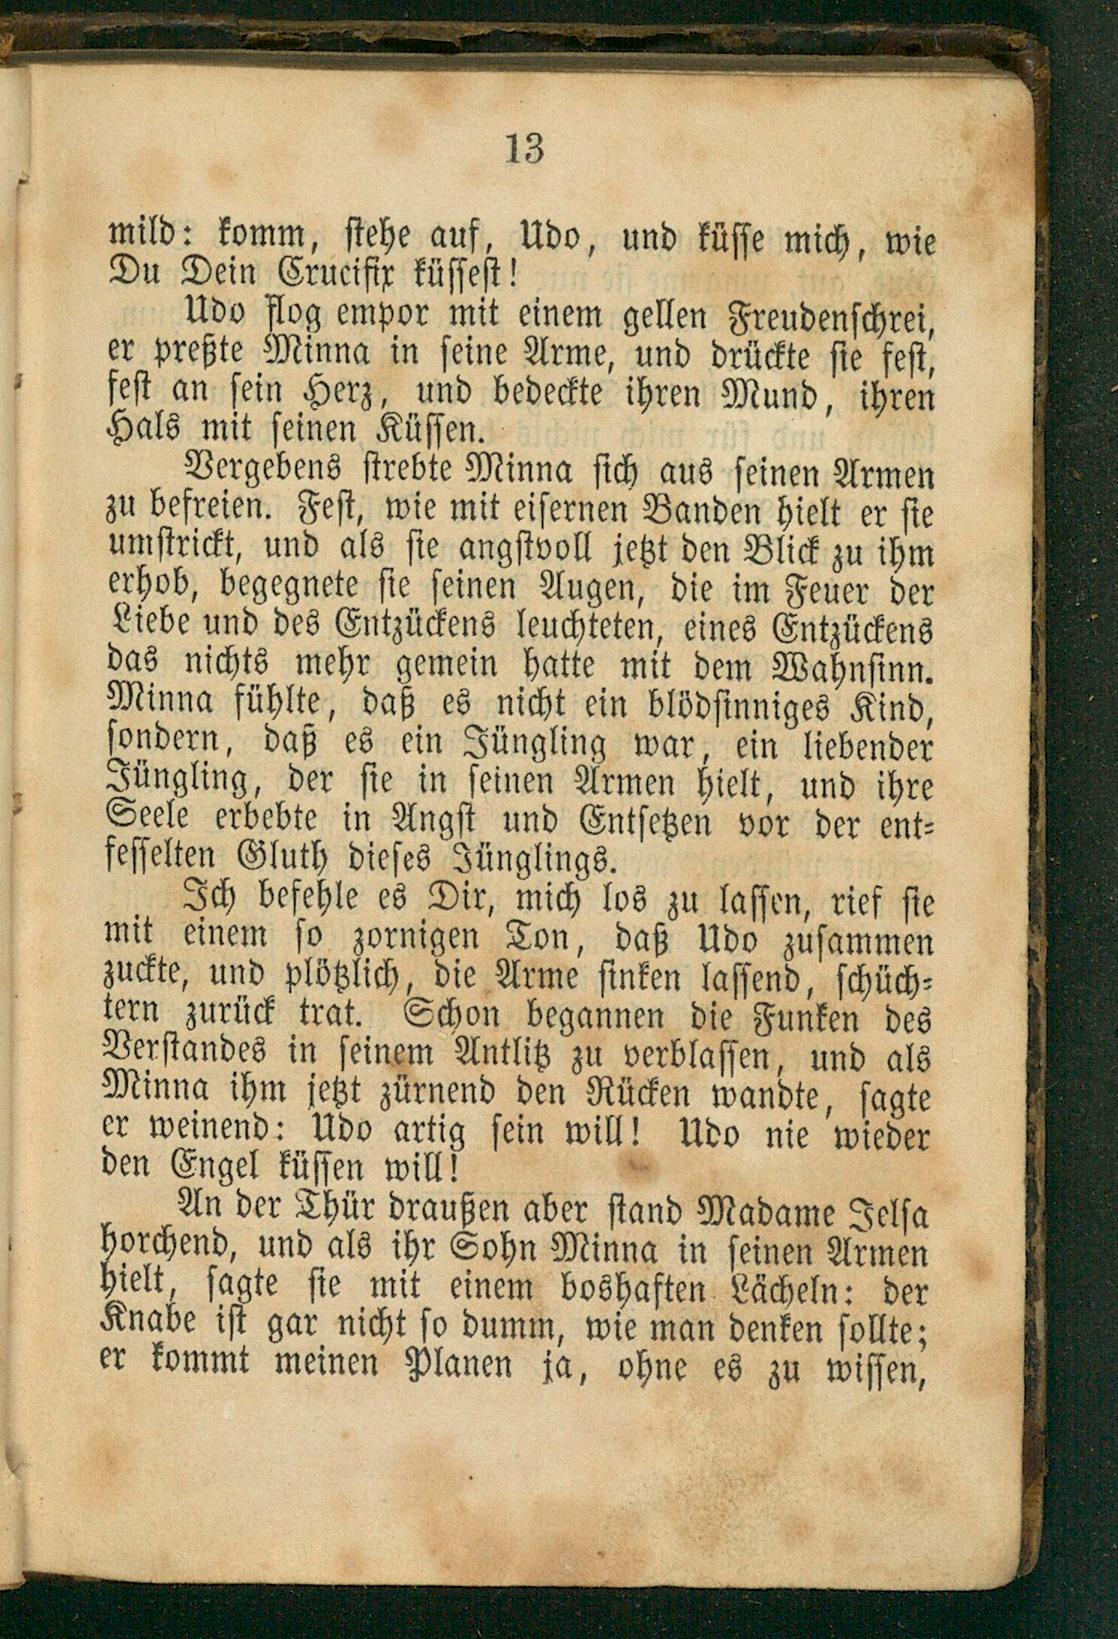 13
mild: komm, stehe auf, Udo, und küsse mich, wie
Du Dein Crucifix küssest!
Udo flog empor mit einem gellen Freudenschrei,
er preßte Minna in seine Arme, und drückte sie fest,
fest an sein Herz, und bedeckte ihren Mund, ihren
Hals mit seinen Küssen.
Vergebens strebte Minna sich aus seinen Armen
zu befreien. Fest, wie mit eisernen Banden hielt er sie
umstrickt, und als sie angstvoll jetzt den Blick zu ihm
erhob, begegnete sie seinen Augen, die im Feuer der
Liebe und des Entzückens leuchteten, eines Entzückens
das nichts mehr gemein hatte mit dem Wahnsinn.
Minna fühlte, daß es nicht ein blödsinniges Kind,
sondern, daß es ein Jüngling war, ein liebender
Jüngling, der sie in seinen Armen hielt, und ihre
Seele erbebte in Angst und Entsetzen vor der ent-
fesselten Gluth dieses Jünglings.
Ich befehle es Dir, mich los zu lassen, rief sie
mit einem so zornigen Ton, daß Udo zusammen
zuckte, und plötzlich, die Arme sinken lassend, schüch-
tern zurück trat. Schon begannen die Funken des
Verstandes in seinem Antlitz zu verblassen, und als
Minna ihm jetzt zürnend den Rücken wandte, sagte
er weinend: Udo artig sein will! Udo nie wieder
den Engel küssen will!
An der Thür draußen aber stand Madame Jelsa
horchend, und als ihr Sohn Minna in seinen Armen
hielt, sagte sie mit einem boshaften Lächeln: der
Knabe ist gar nicht so dumm, wie man denken sollte;
er kommt meinen Planen ja, ohne es zu wissen,